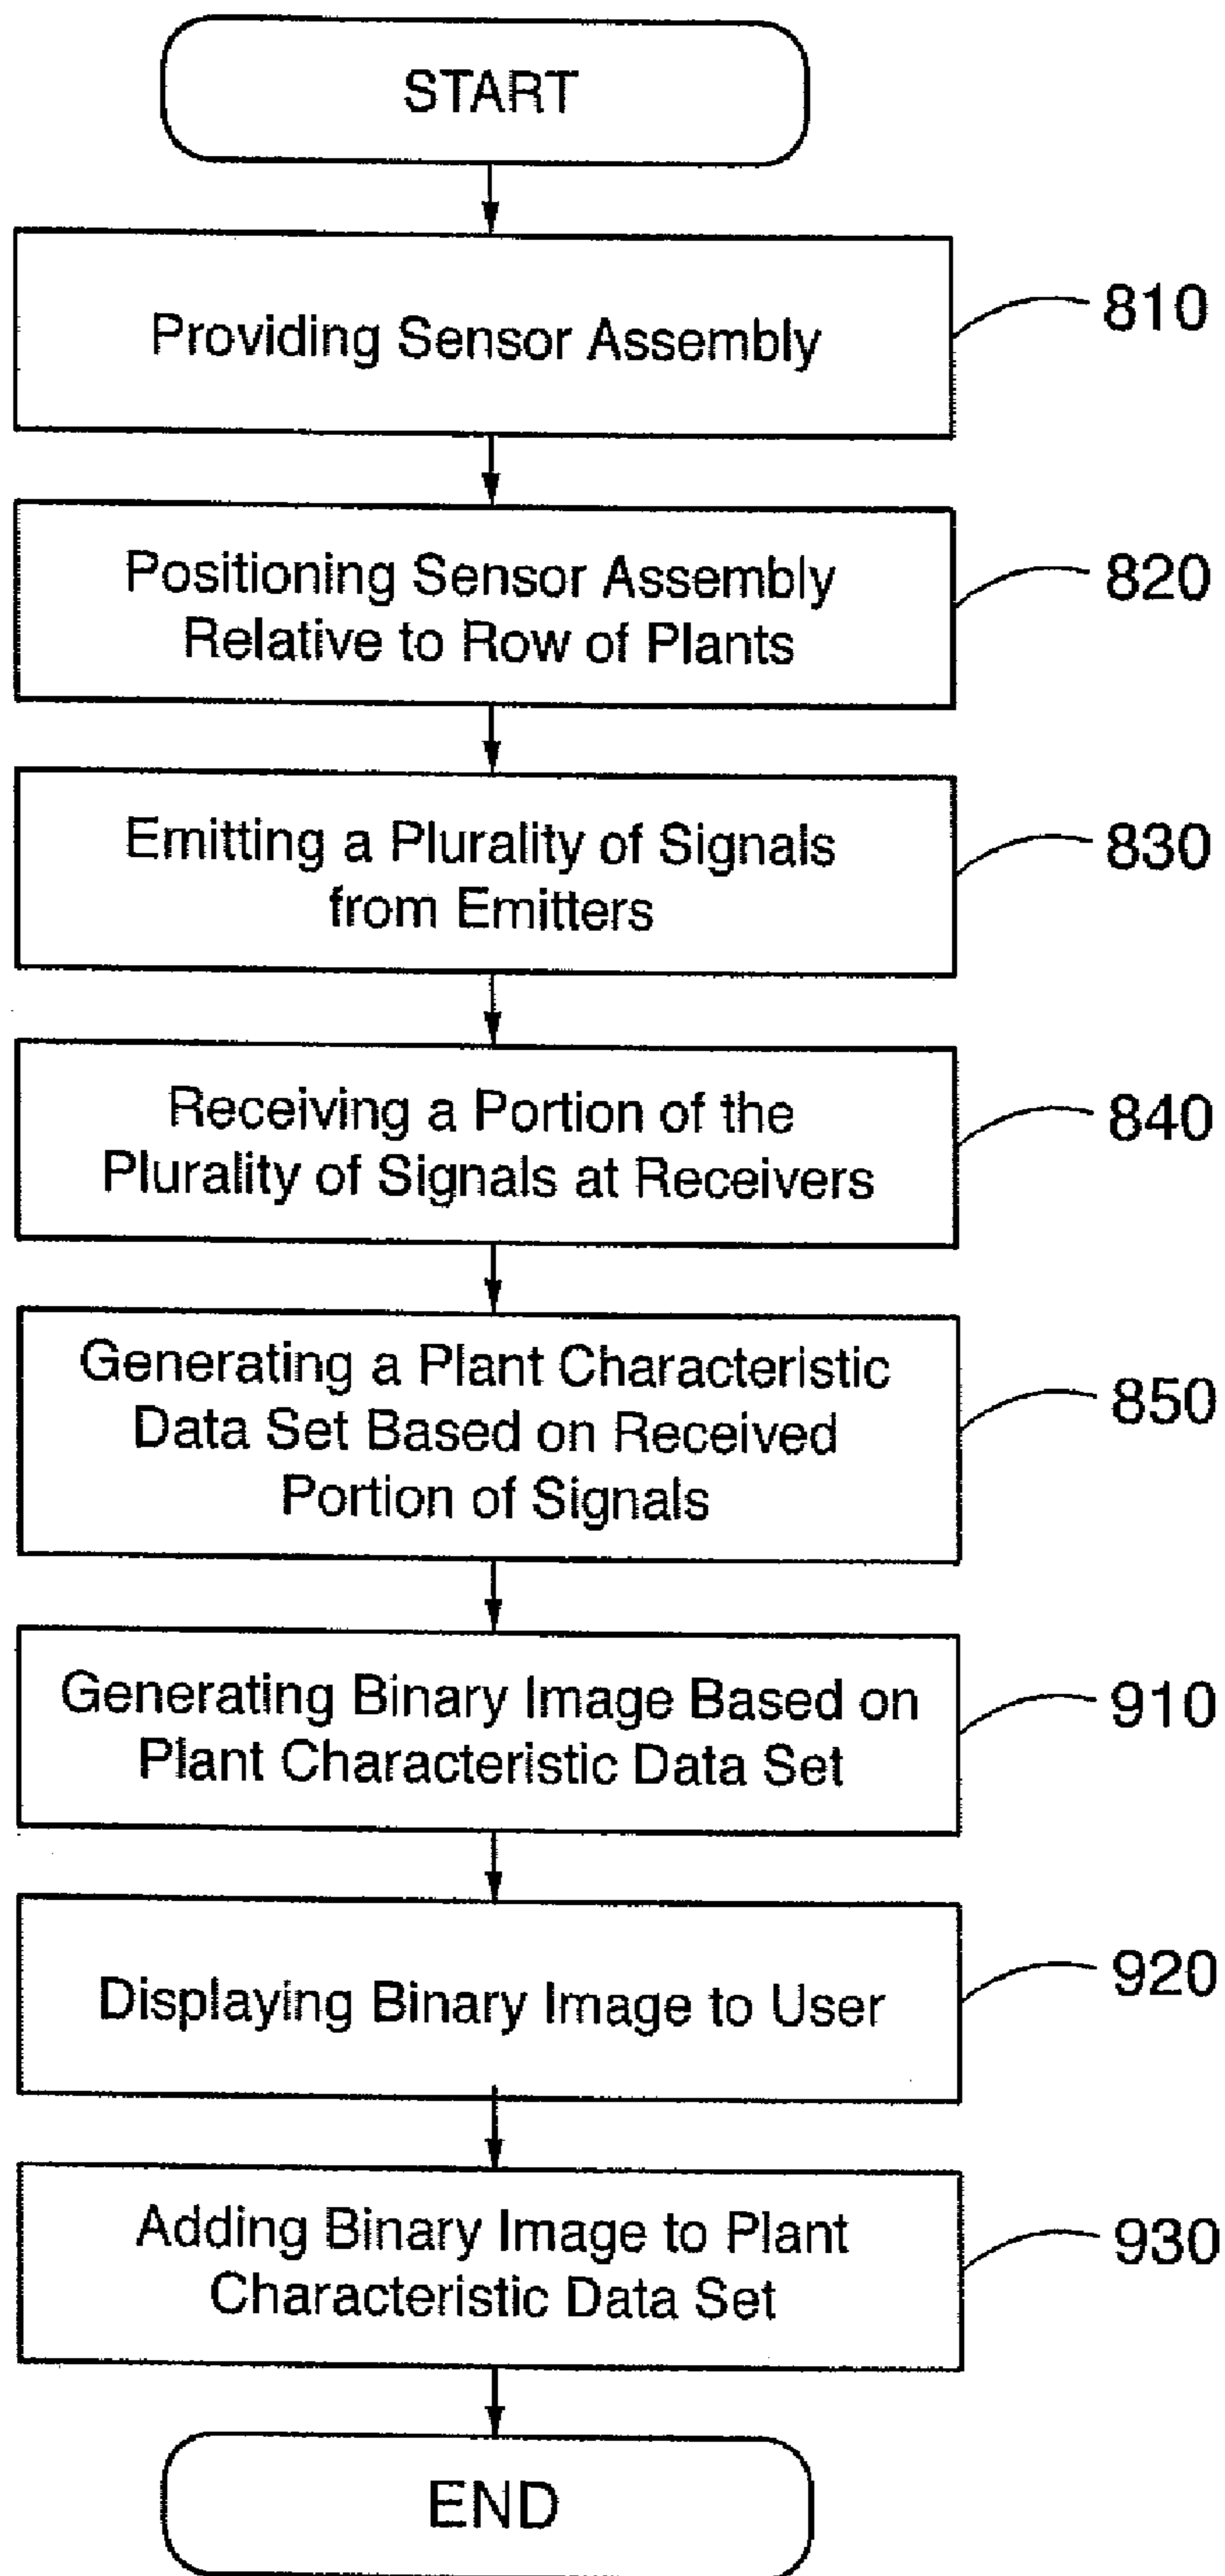 START
Providing Sensor Assembly
810
Positioning Sensor Assembly
Relative to Row of Plants
820
Emitting a Plurality of Signals
from Emitters
830
Receiving a Portion of the
Plurality of Signals at Receivers
840
Generating a Plant Characteristic
Data Set Based on Received
Portion of Signals
850
Generating Binary Image Based on
Plant Characteristic Data Set
910
Displaying Binary Image to User
920
Adding Binary Image to Plant
Characteristic Data Set
930
END